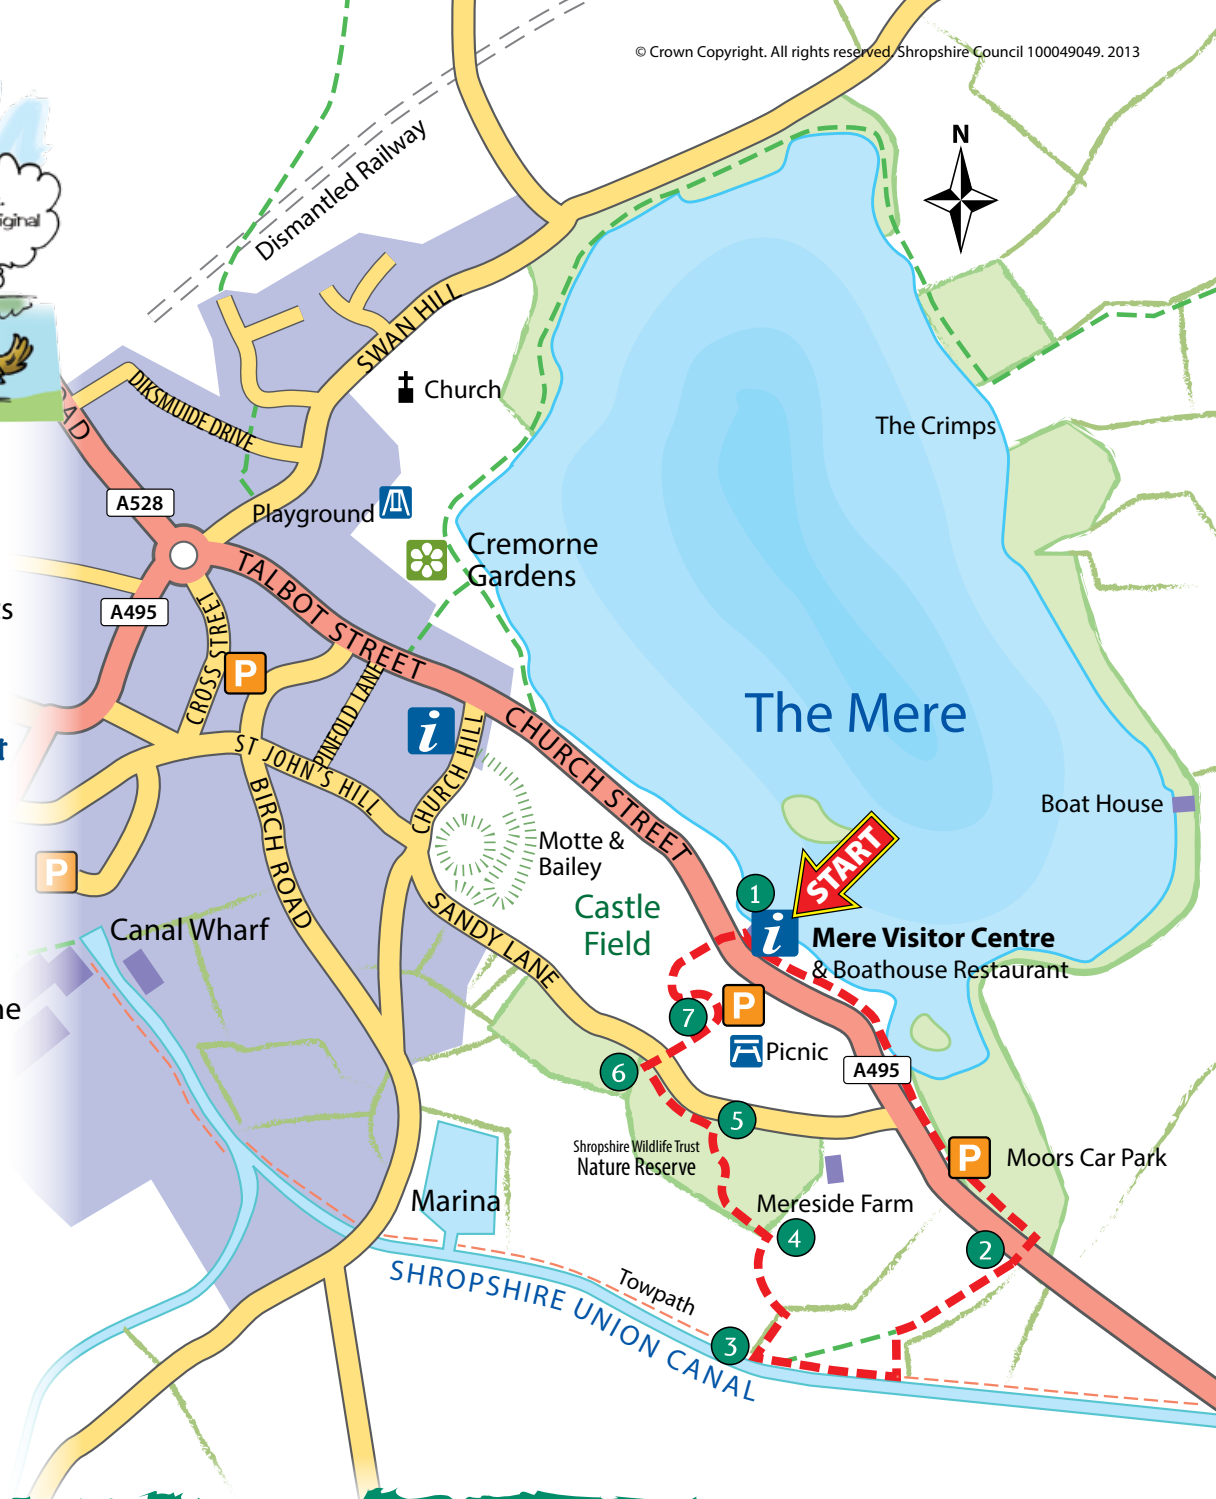 © Crown Copyright. All rights reserved. Shropshire Council 100049049. 2013
N
Dismantled Railway
iginal
SWAN HILL
Church
DIKSMUIDE DRIVE
The Crimps
A528
Playground
Cremorne
Gardens
TALBOT STREET
A495
CROSS STREET
P
PINFOLD LANE
i
The Mere
CHURCH STREET
ST JOHN'S HILL
CHURCH HILL
BIRCH ROAD
Boat House
Motte &
Bailey
P
START
1
i
Castle
Field
SANDY LANE
Canal Wharf
Mere Visitor Centre
& Boathouse Restaurant
7
P
Picnic
6
A495
5
Shropshire Wildlife Trust
Nature Reserve
P
Moors Car Park
Marina
Mereside Farm
4
2
SHROPSHIRE UNION CANAL
Towpath
3